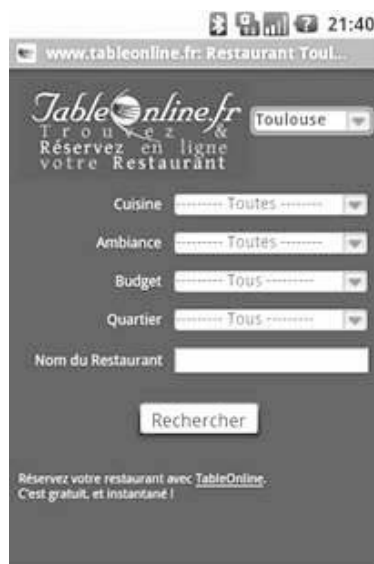 21:40
www.tableonline.fr: Restaurant Toul...
TableOnline.fr
Trouvez &
Réservez en ligne
votre Restaurant
Toulouse
Cuisine --------- Toutes --------
Ambiance --------- Toutes --------
Budget --------- Tous ---------
Quartier --------- Tous ---------
Nom du Restaurant
Rechercher
Réservez votre restaurant avec TableOnline.
C'est gratuit, et instantané !